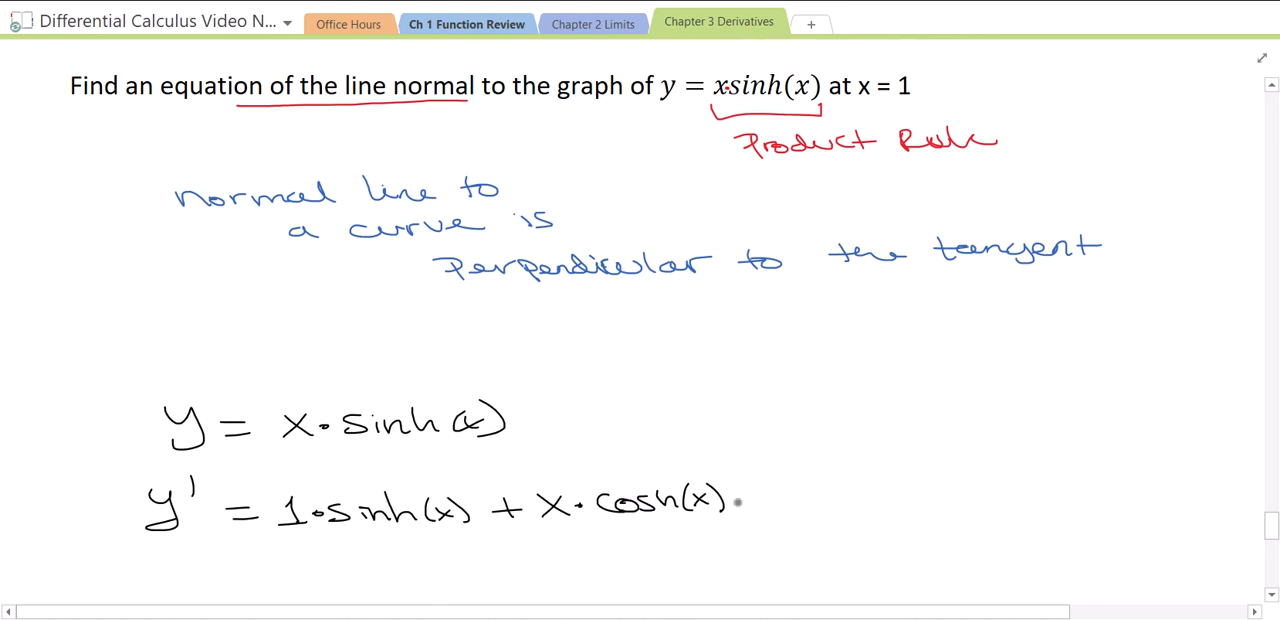 Differential Calculus Video N...
Office Hours
Ch 1 Function Review
Chapter 2 Limits
Chapter 3 Derivatives
+
Find an equation of the line normal to the graph of y = xsinh(x) at x = 1
Product Rule
normal line to
a curve is
perpendicular to the tangent
y = x·sinh(x)
y' = 1·sinh(x) + x·cosh(x)